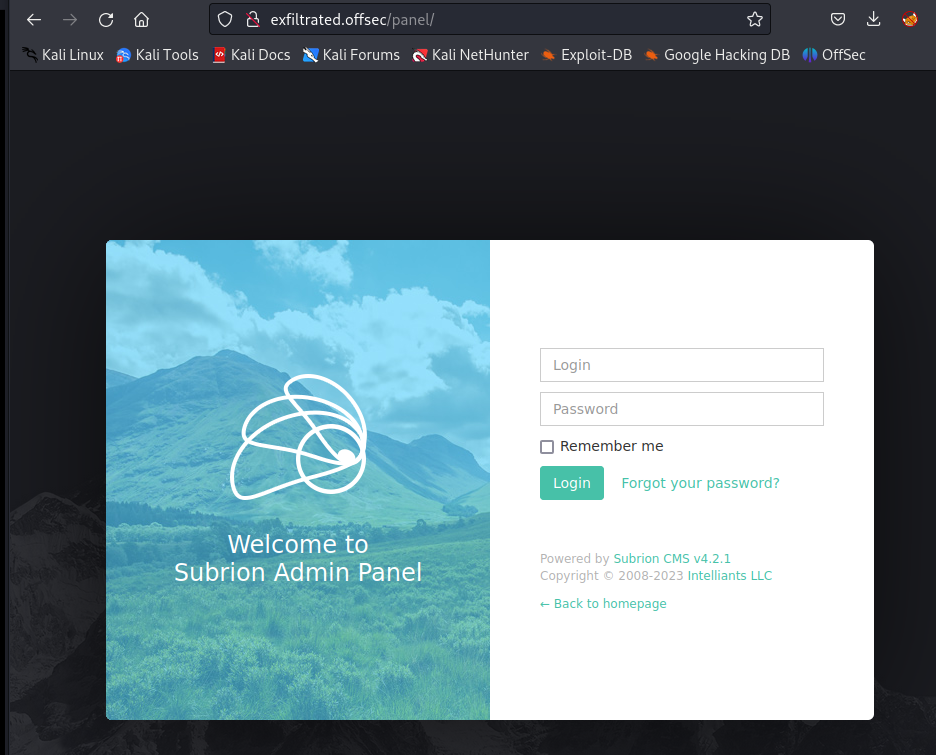 exfiltrated.offsec/panel/
Kali Linux Kali Tools Kali Docs Kali Forums Kali NetHunter Exploit-DB Google Hacking DB OffSec
Welcome to
Subrion Admin Panel
Login
Password
Remember me
Login Forgot your password?
Powered by Subrion CMS v4.2.1
Copyright © 2008-2023 Intelliants LLC
← Back to homepage